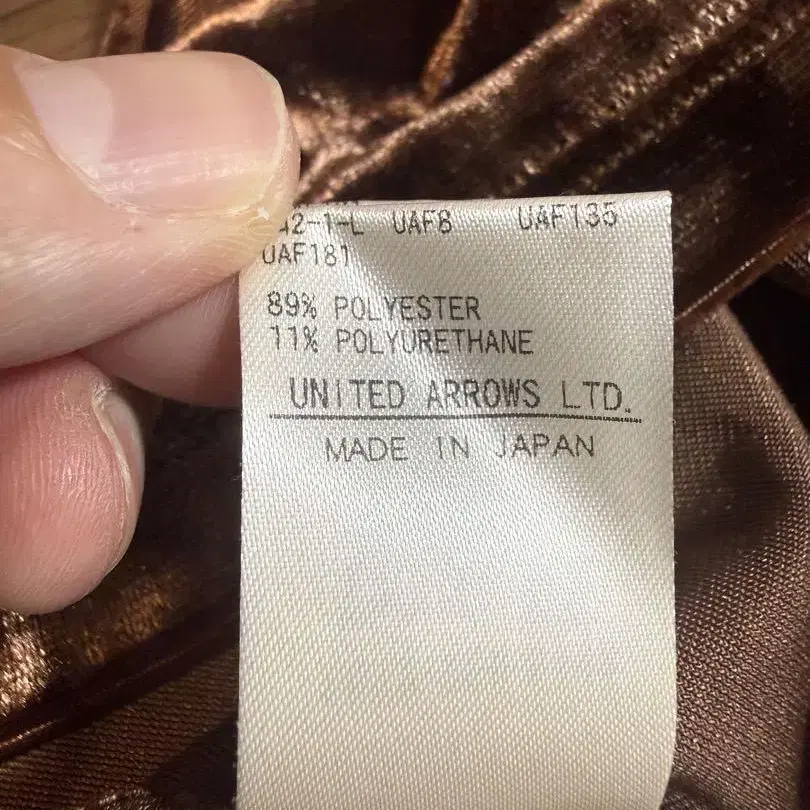 UAF8 UAF135
UAF181
89% POLYESTER
11% POLYURETHANE
UNITED ARROWS LTD.
MADE IN JAPAN